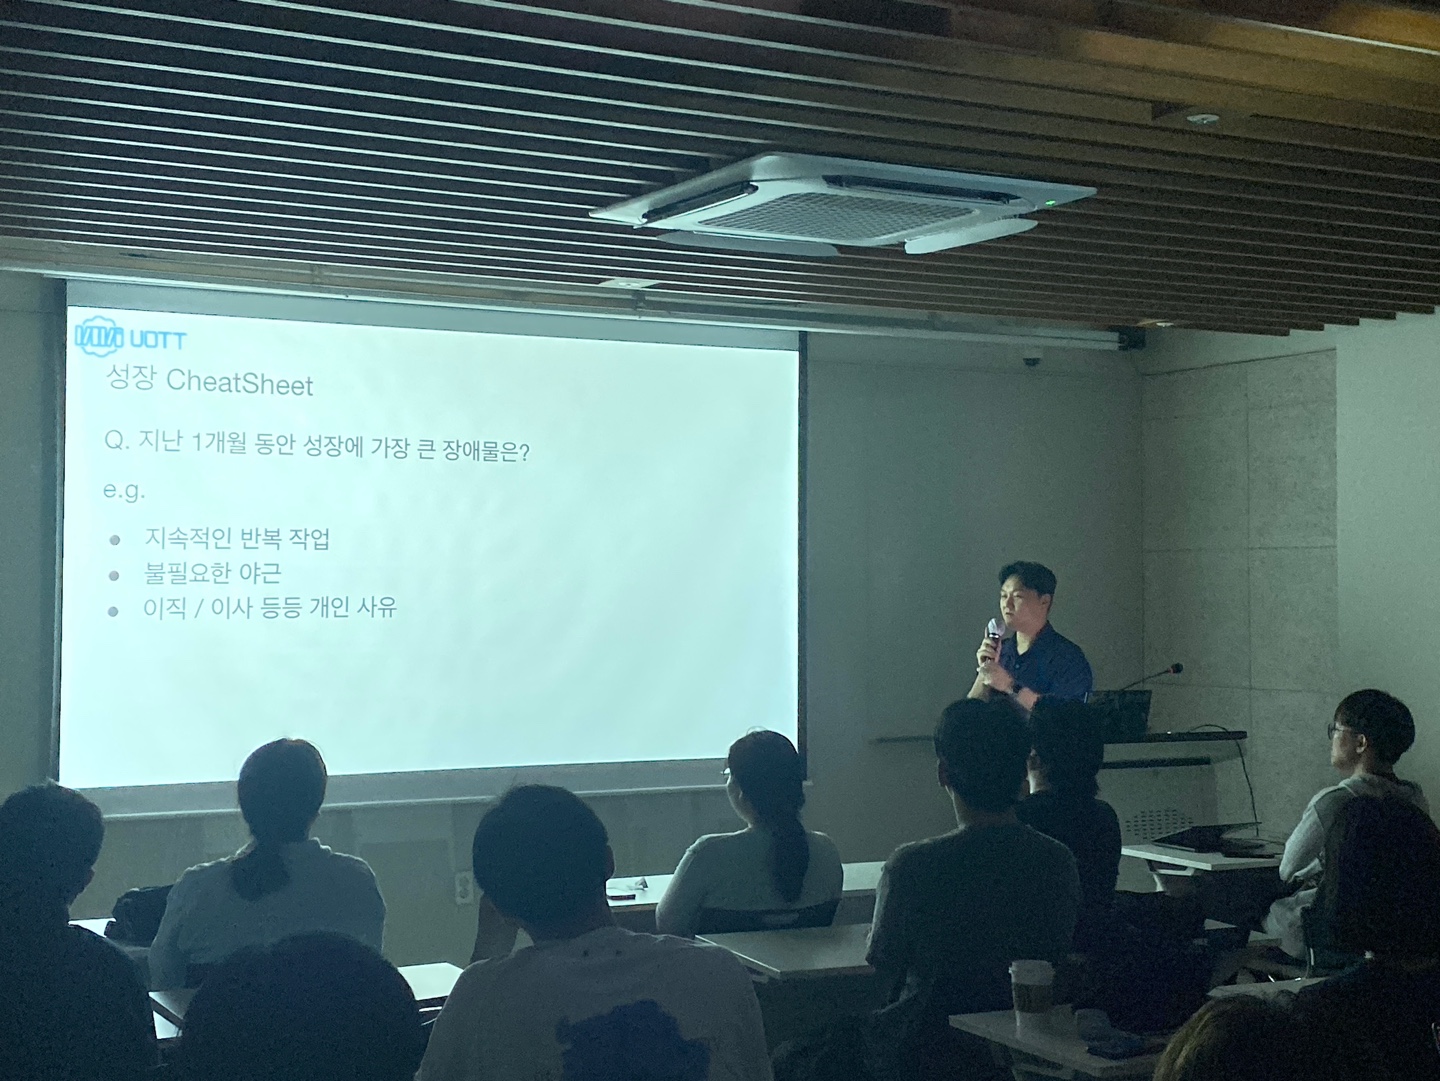 UOTT
성장 CheatSheet
Q. 지난 1개월 동안 성장에 가장 큰 장애물은?
e.g.
지속적인 반복 작업
불필요한 야근
이직 / 이사 등등 개인 사유